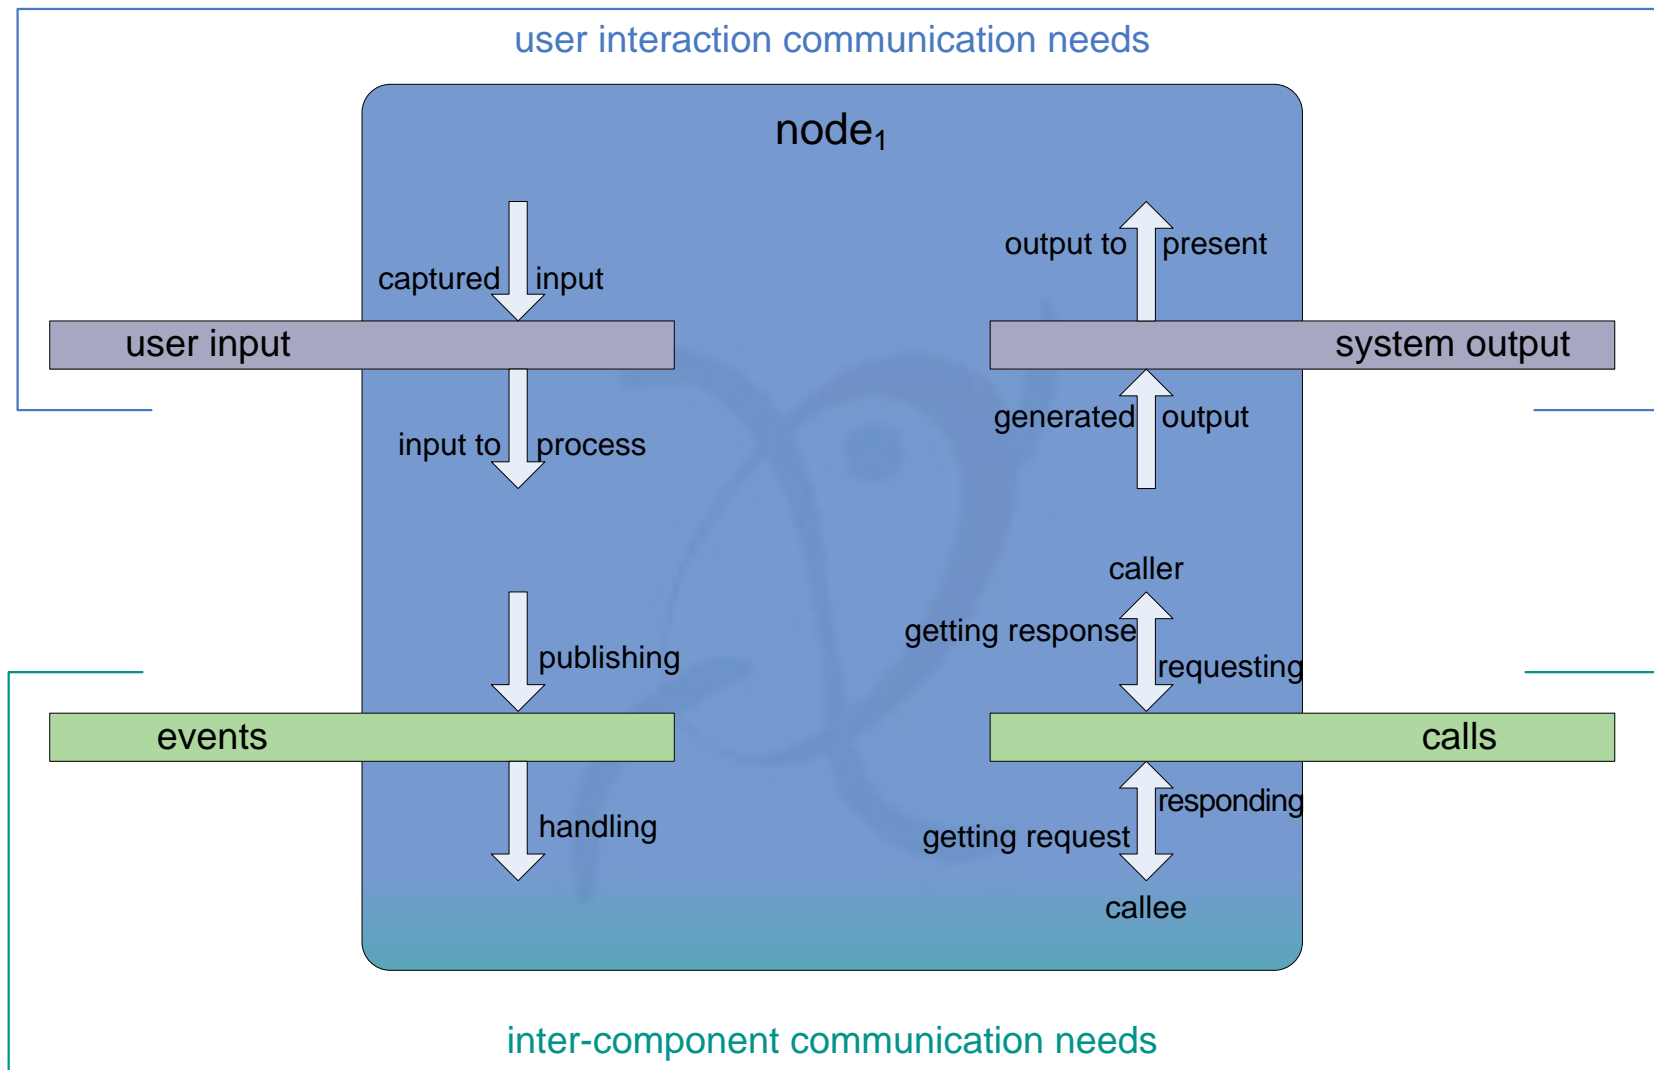 user interaction communication needs
node₁
output to present
captured input
user input
system output
generated output
input to process
caller
getting response
publishing
requesting
events
calls
responding
handling
getting request
callee
inter-component communication needs